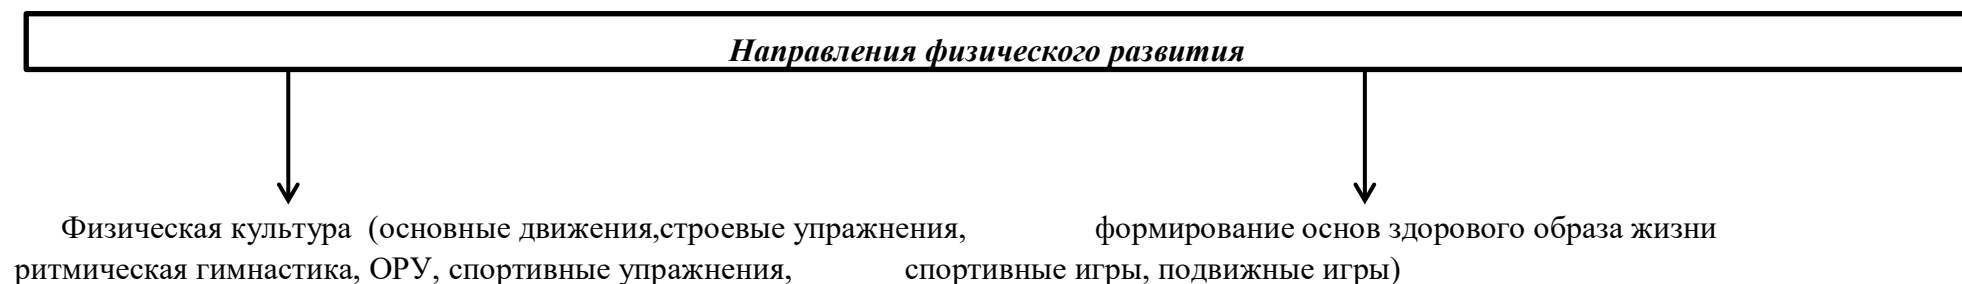 Направления физического развития
Физическая культура (основные движения,строевые упражнения, формирование основ здорового образа жизни
ритмическая гимнастика, ОРУ, спортивные упражнения, спортивные игры, подвижные игры)